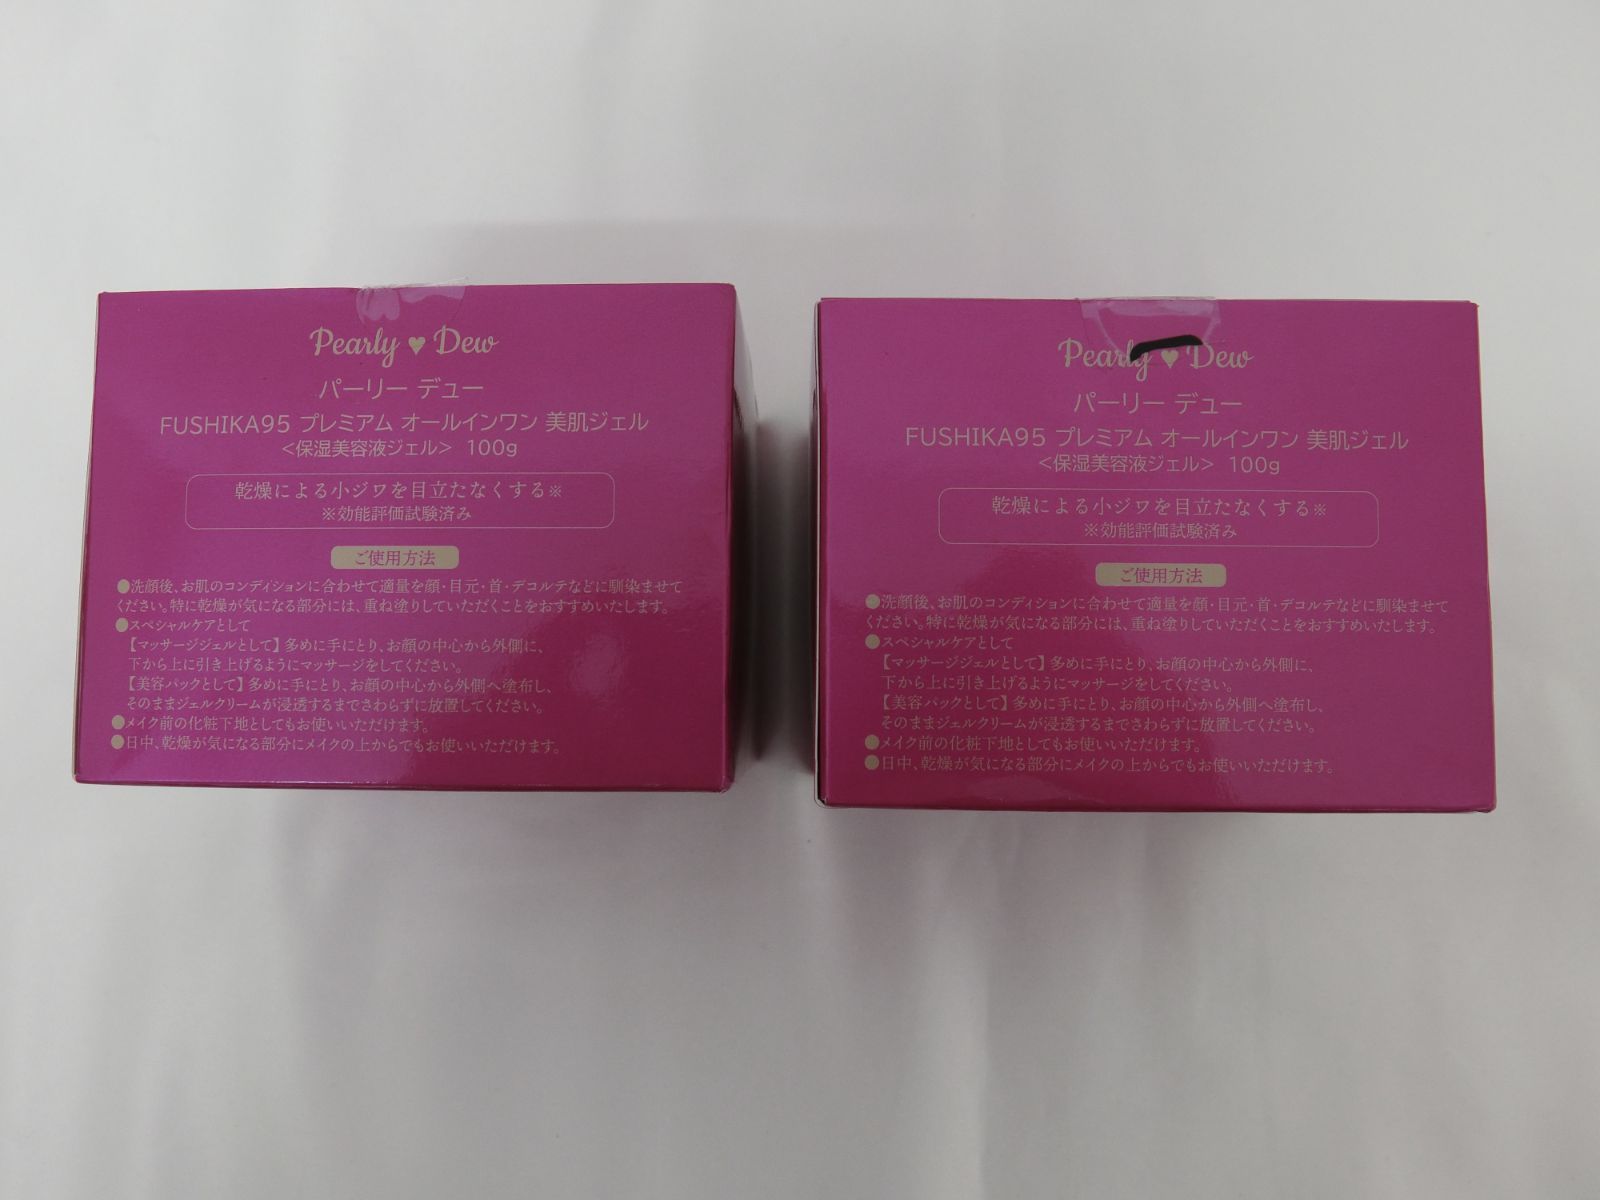 Pearly ♥ Dew
パーリー デュー
FUSHIKA95 プレミアム オールインワン 美肌ジェル
<保湿美容液ジェル> 100g
乾燥による小ジワを目立たなくする※
※効能評価試験済み
ご使用方法
●洗顔後、お肌のコンディションに合わせて適量を顔・目元・首・デコルテなどに馴染ませて
ください。特に乾燥が気になる部分には、重ね塗りしていただくことをおすすめいたします。
●スペシャルケアとして
【マッサージジェルとして】多めに手にとり、お顔の中心から外側に、
下から上に引き上げるようにマッサージをしてください。
【美容パックとして】多めに手にとり、お顔の中心から外側へ塗布し、
そのままジェルクリームが浸透するまでさわらずに放置してください。
●メイク前の化粧下地としてもお使いいただけます。
●日中、乾燥が気になる部分にメイクの上からでもお使いいただけます。
Pearly ♥ Dew
パーリー デュー
FUSHIKA95 プレミアム オールインワン 美肌ジェル
<保湿美容液ジェル> 100g
乾燥による小ジワを目立たなくする※
※効能評価試験済み
ご使用方法
●洗顔後、お肌のコンディションに合わせて適量を顔・目元・首・デコルテなどに馴染ませて
ください。特に乾燥が気になる部分には、重ね塗りしていただくことをおすすめいたします。
●スペシャルケアとして
【マッサージジェルとして】多めに手にとり、お顔の中心から外側に、
下から上に引き上げるようにマッサージをしてください。
【美容パックとして】多めに手にとり、お顔の中心から外側へ塗布し、
そのままジェルクリームが浸透するまでさわらずに放置してください。
●メイク前の化粧下地としてもお使いいただけます。
●日中、乾燥が気になる部分にメイクの上からでもお使いいただけます。